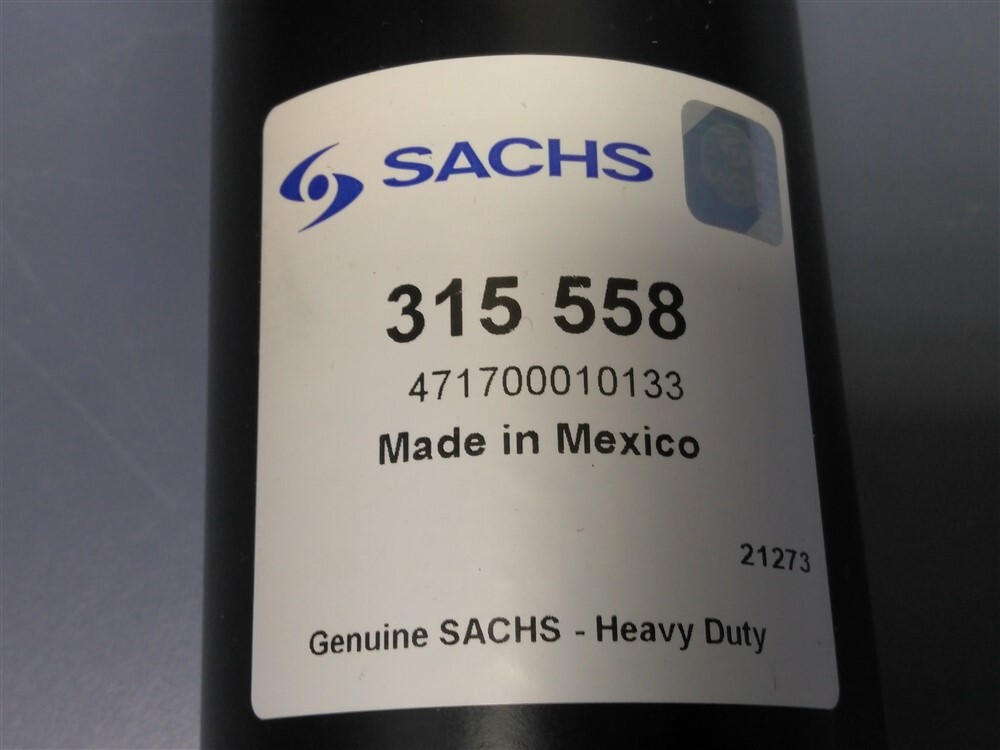 SACHS
315 558
471700010133
Made in Mexico
21273
Genuine SACHS - Heavy Duty